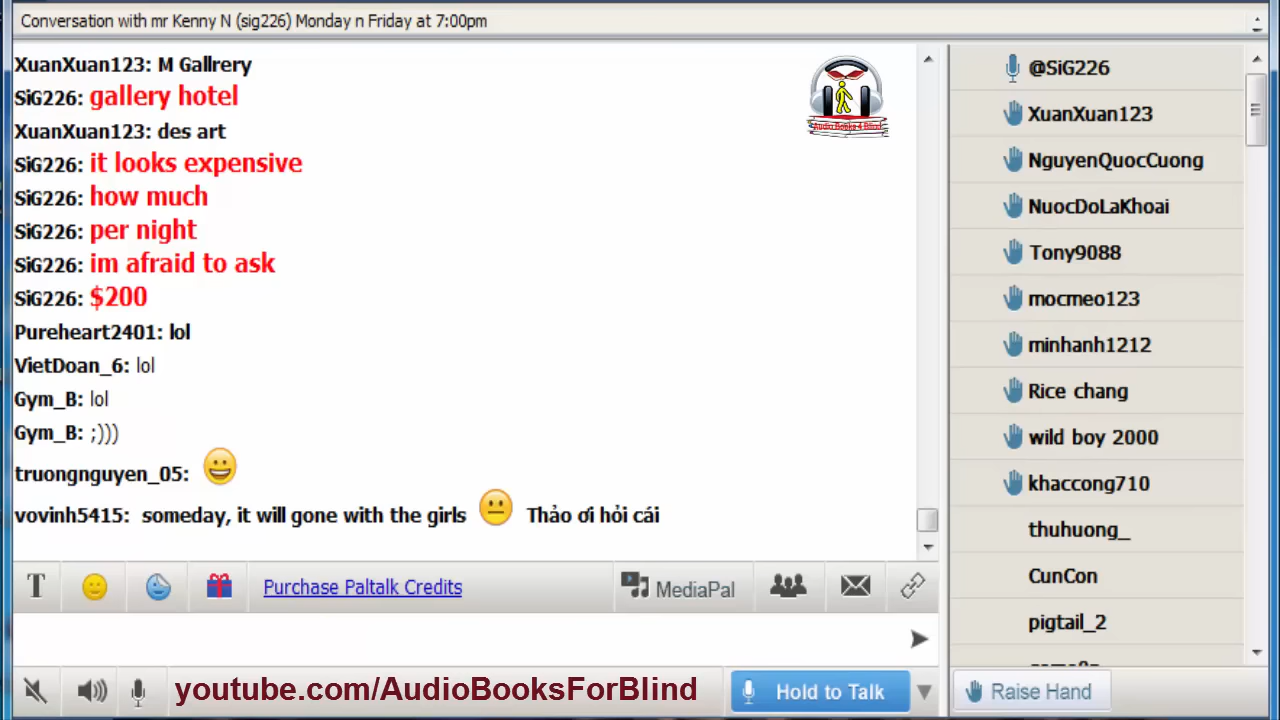 Conversation with mr Kenny N (sig226) Monday n Friday at 7:00pm
XuanXuan123: M Gallrery
SiG226: gallery hotel
XuanXuan123: des art
SiG226: it looks expensive
SiG226: how much
SiG226: per night
SiG226: im afraid to ask
SiG226: $200
Pureheart2401: lol
VietDoan_6: lol
Gym_B: lol
Gym_B: ;)))
truongnguyen_05:
vovinh5415: someday, it will gone with the girls Thảo ơi hỏi cái
Audio Books 4 Blind
@SiG226
XuanXuan123
NguyenQuocCuong
NuocDoLaKhoai
Tony9088
mocmeo123
minhanh1212
Rice chang
wild boy 2000
khaccong710
thuhuong_
CunCon
pigtail_2
T
Purchase Paltalk Credits
MediaPal
youtube.com/AudioBooksForBlind
Hold to Talk
Raise Hand